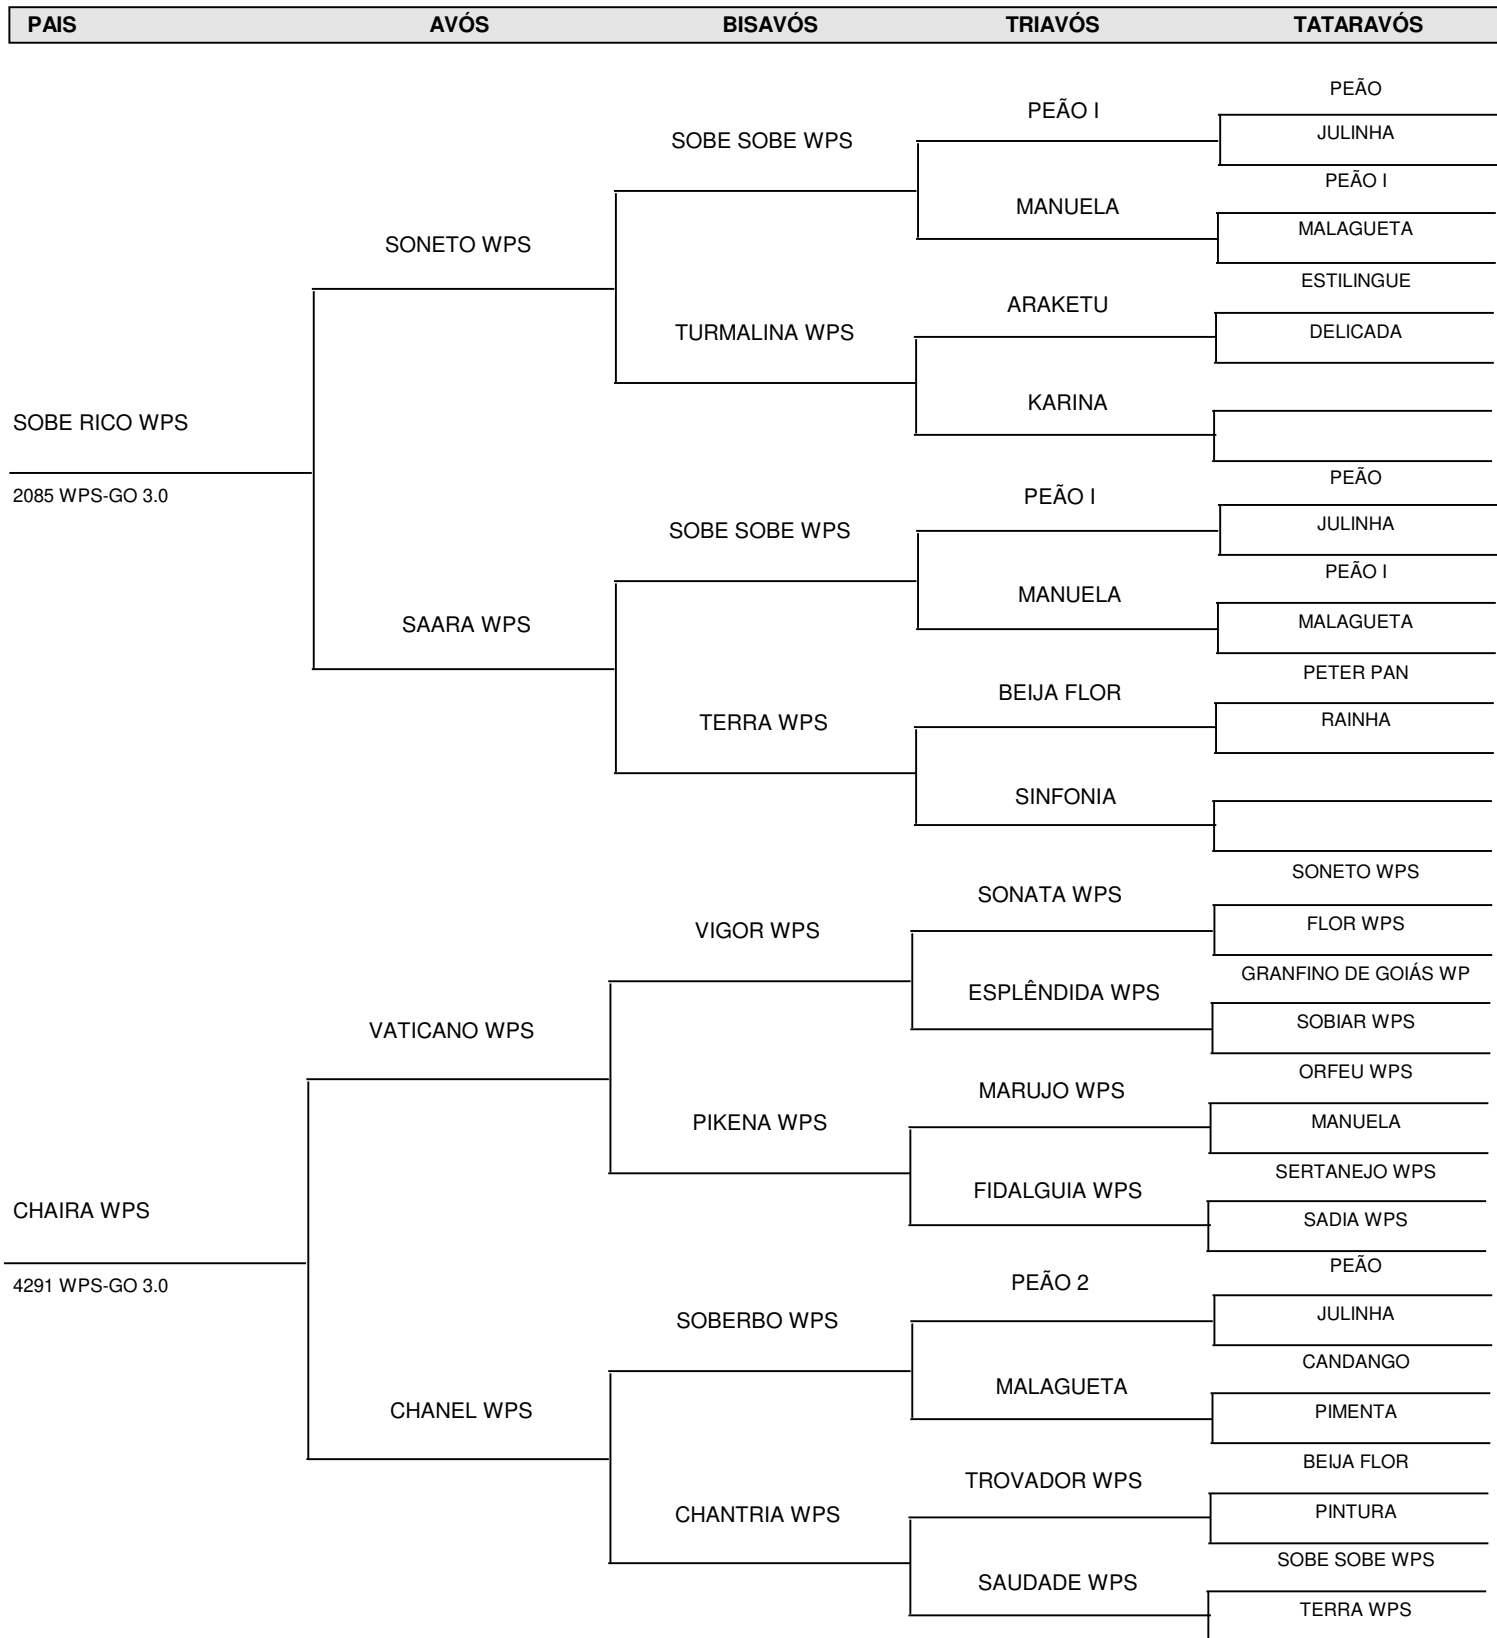 PAIS AVÓS BISAVÓS TRIAVÓS TATARAVÓS
PEÃO
PEÃO I
JULINHA
SOBE SOBE WPS
PEÃO I
MANUELA
MALAGUETA
SONETO WPS
ESTILINGUE
ARAKETU
TURMALINA WPS
DELICADA
KARINA
SOBE RICO WPS
PEÃO
2085 WPS-GO 3.0
PEÃO I
JULINHA
SOBE SOBE WPS
PEÃO I
MANUELA
MALAGUETA
SAARA WPS
PETER PAN
BEIJA FLOR
RAINHA
TERRA WPS
SINFONIA
SONETO WPS
SONATA WPS
FLOR WPS
VIGOR WPS
GRANFINO DE GOIÁS WP
ESPLÊNDIDA WPS
SOBIAR WPS
VATICANO WPS
ORFEU WPS
MARUJO WPS
MANUELA
PIKENA WPS
SERTANEJO WPS
FIDALGUIA WPS
CHAIRA WPS
SADIA WPS
PEÃO
4291 WPS-GO 3.0
PEÃO 2
JULINHA
SOBERBO WPS
CANDANGO
MALAGUETA
CHANEL WPS
PIMENTA
BEIJA FLOR
TROVADOR WPS
PINTURA
CHANTRIA WPS
SOBE SOBE WPS
SAUDADE WPS
TERRA WPS